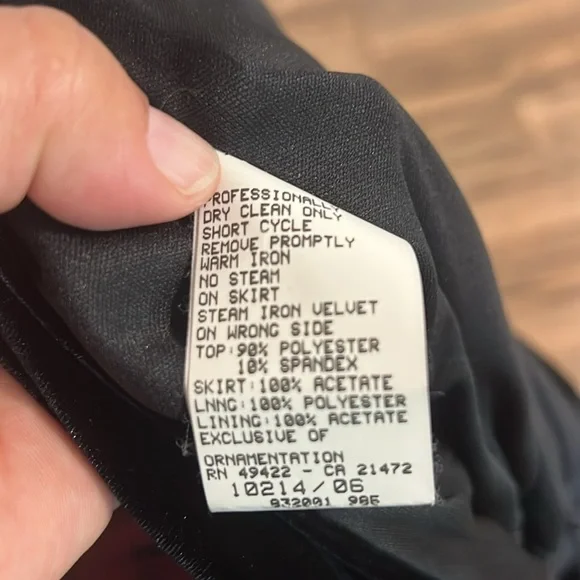 PROFESSIONALLY
DRY CLEAN ONLY
SHORT CYCLE
REMOVE PROMPTLY
WARM IRON
NO STEAM
ON SKIRT
STEAM IRON VELVET
ON WRONG SIDE
TOP:90% POLYESTER
10% SPANDEX
SKIRT:100% ACETATE
LNNG:100% POLYESTER
LINING:100% ACETATE
EXCLUSIVE OF
ORNAMENTATION
RN 49422 - CA 21472
10214/06